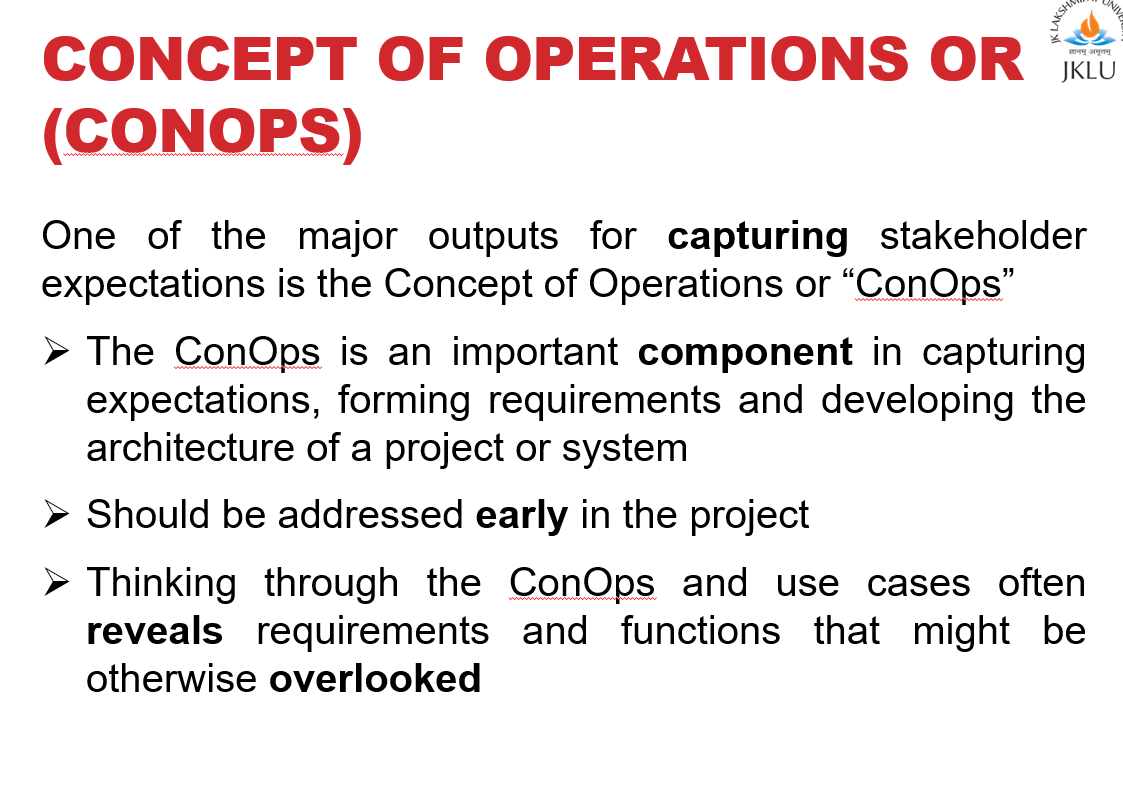 CONCEPT OF OPERATIONS OR
(CONOPS)
JK LAKSHMIPAT UNIVER
ज्ञानम् अमृतम्
JKLU
One of the major outputs for capturing stakeholder
expectations is the Concept of Operations or “ConOps”
➢ The ConOps is an important component in capturing
expectations, forming requirements and developing the
architecture of a project or system
➢ Should be addressed early in the project
➢ Thinking through the ConOps and use cases often
reveals requirements and functions that might be
otherwise overlooked